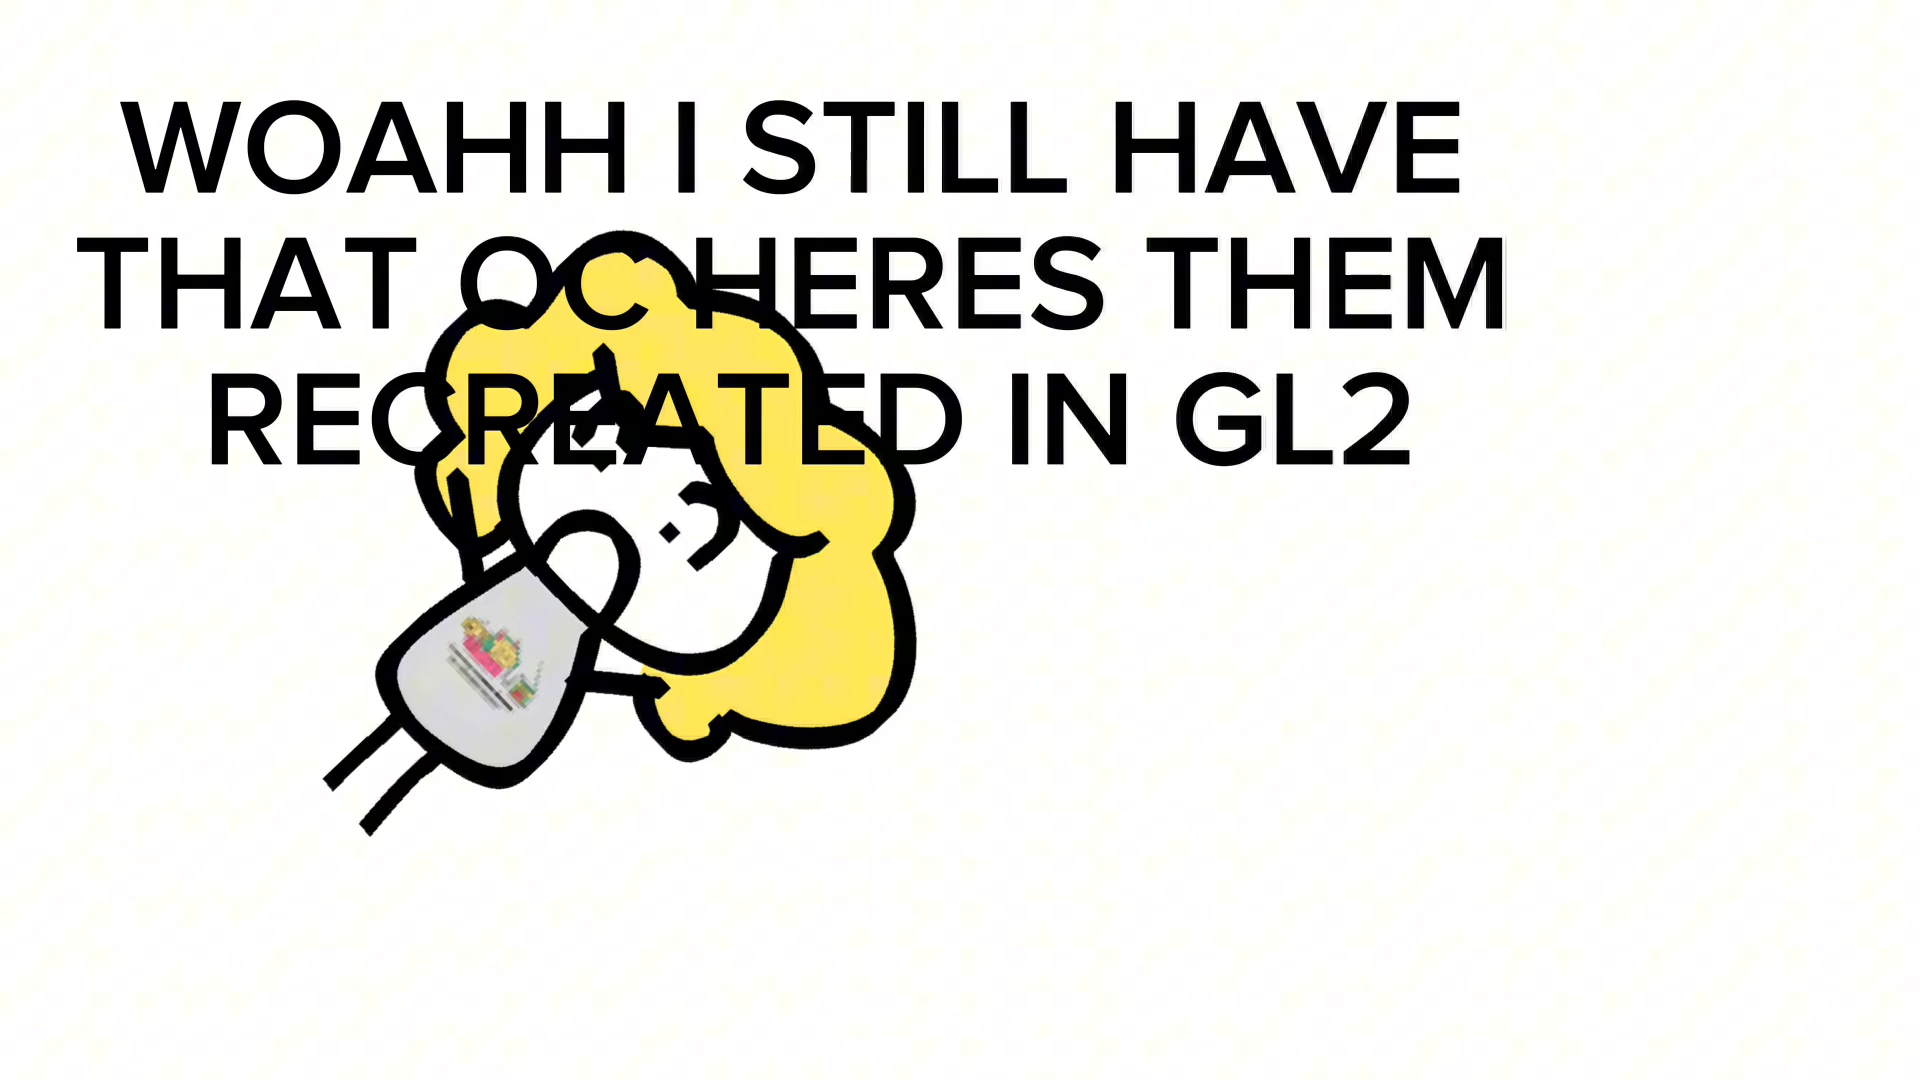 WOAHH I STILL HAVE
THAT OC HERES THEM
RECREATED IN GL2